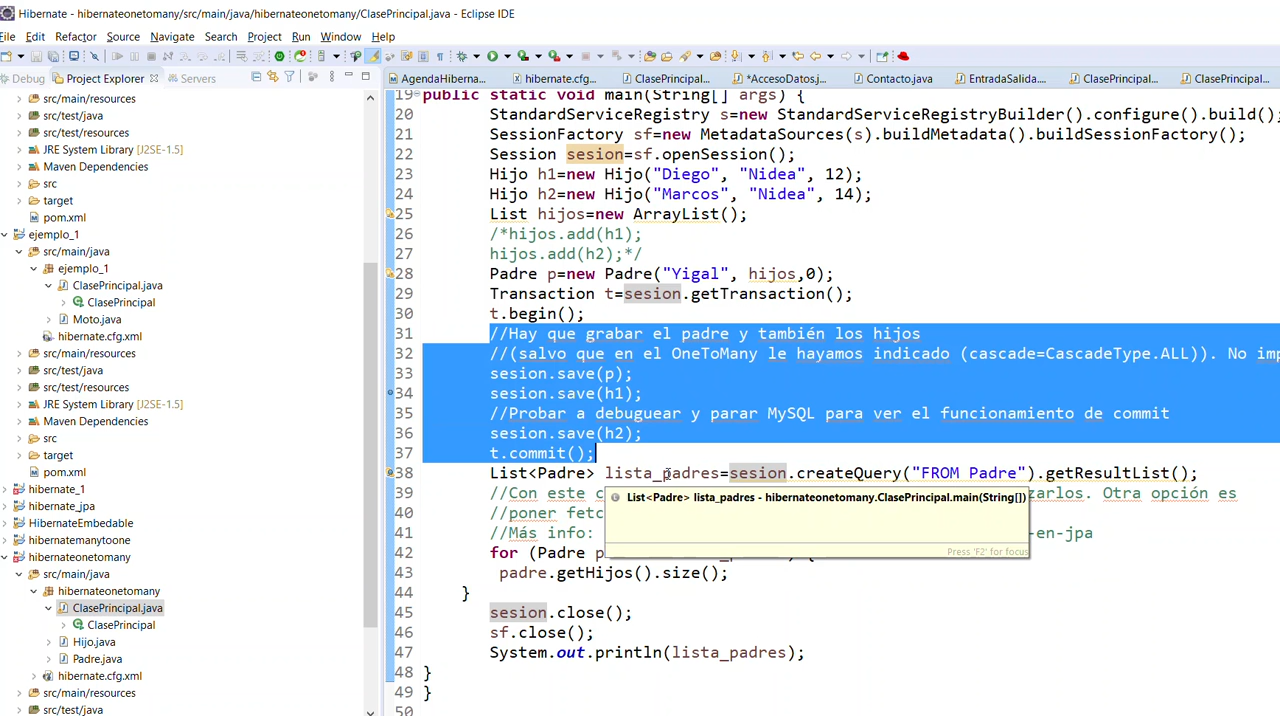 Hibernate - hibernateonetomany/src/main/java/hibernateonetomany/ClasePrincipal.java - Eclipse IDE
File Edit Refactor Source Navigate Search Project Run Window Help
Debug Project Explorer Servers
src/main/resources
src/test/java
src/test/resources
JRE System Library [J2SE-1.5]
Maven Dependencies
src
target
pom.xml
ejemplo_1
src/main/java
ejemplo_1
ClasePrincipal.java
ClasePrincipal
Moto.java
hibernate.cfg.xml
src/main/resources
src/test/java
src/test/resources
JRE System Library [J2SE-1.5]
Maven Dependencies
src
target
pom.xml
hibernate_1
hibernate_jpa
HibernateEmbedable
hibernatemanytoone
hibernateonetomany
src/main/java
hibernateonetomany
ClasePrincipal.java
ClasePrincipal
Hijo.java
Padre.java
hibernate.cfg.xml
src/main/resources
src/test/java
AgendaHiberna... hibernate.cfg... ClasePrincipal... *AccesoDatos.j... Contacto.java EntradaSalida.... ClasePrincipal... ClasePrincipal...
19 public static void main(String[] args) {
20 StandardServiceRegistry s=new StandardServiceRegistryBuilder().configure().build();
21 SessionFactory sf=new MetadataSources(s).buildMetadata().buildSessionFactory();
22 Session sesion=sf.openSession();
23 Hijo h1=new Hijo("Diego", "Nidea", 12);
24 Hijo h2=new Hijo("Marcos", "Nidea", 14);
25 List hijos=new ArrayList();
26 /*hijos.add(h1);
27 hijos.add(h2);*/
28 Padre p=new Padre("Yigal", hijos,0);
29 Transaction t=sesion.getTransaction();
30 t.begin();
31 //Hay que grabar el padre y también los hijos
32 //(salvo que en el OneToMany le hayamos indicado (cascade=CascadeType.ALL)). No imp
33 sesion.save(p);
34 sesion.save(h1);
35 //Probar a debuguear y parar MySQL para ver el funcionamiento de commit
36 sesion.save(h2);
37 t.commit();
38 List<Padre> lista_padres=sesion.createQuery("FROM Padre").getResultList();
39 //Con este c zarlos. Otra opción es
List<Padre> lista_padres - hibernateonetomany.ClasePrincipal.main(String[])
40 //poner fetc
41 //Más info: -en-jpa
Press 'F2' for focus
42 for (Padre p {
43 padre.getHijos().size();
44 }
45 sesion.close();
46 sf.close();
47 System.out.println(lista_padres);
48 }
49 }
50